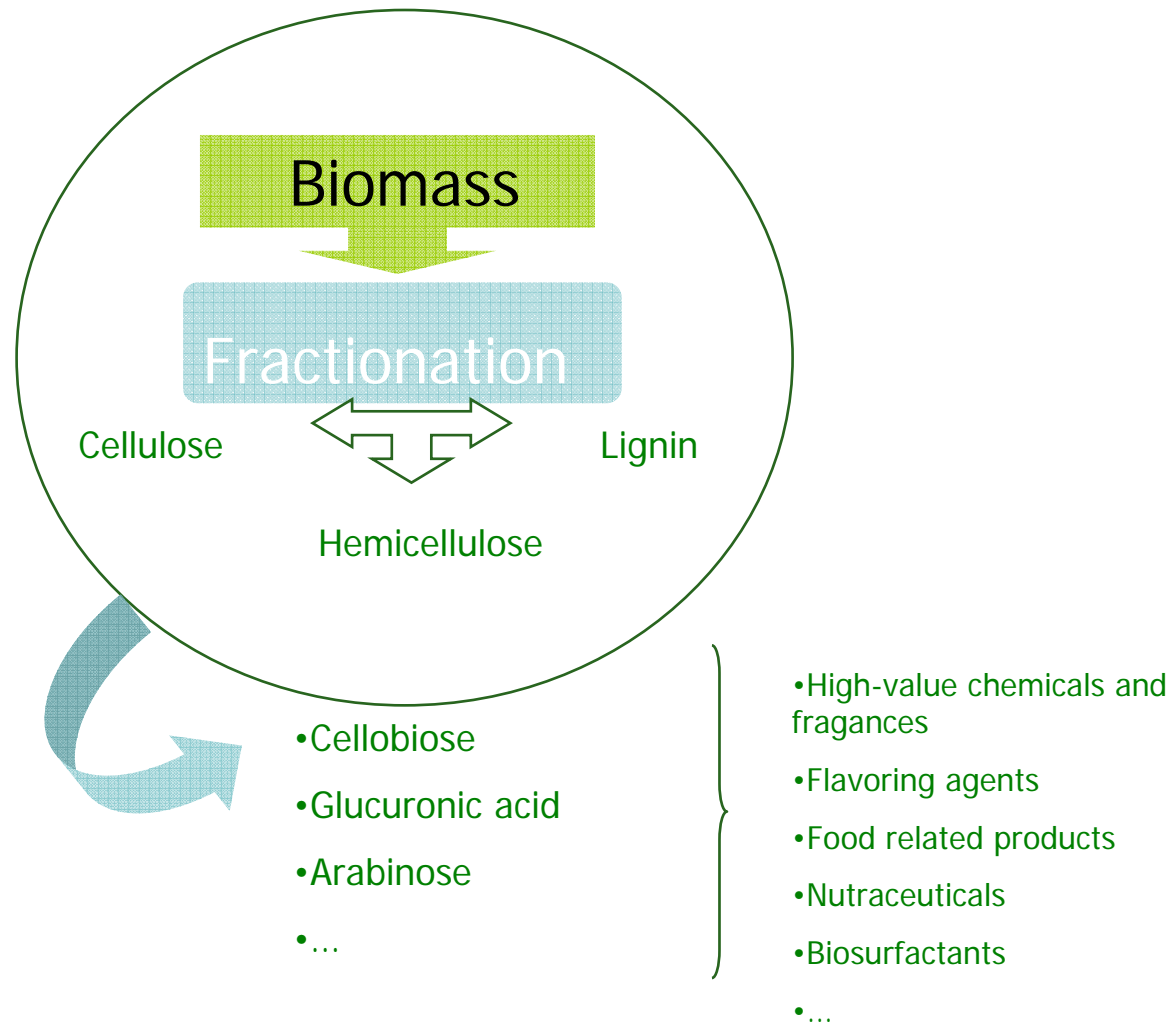 Biomass
Fractionation
Cellulose
Lignin
Hemicellulose
•Cellobiose
•Glucuronic acid
•Arabinose
•...
•High-value chemicals and
fragances
•Flavoring agents
•Food related products
•Nutraceuticals
•Biosurfactants
•...